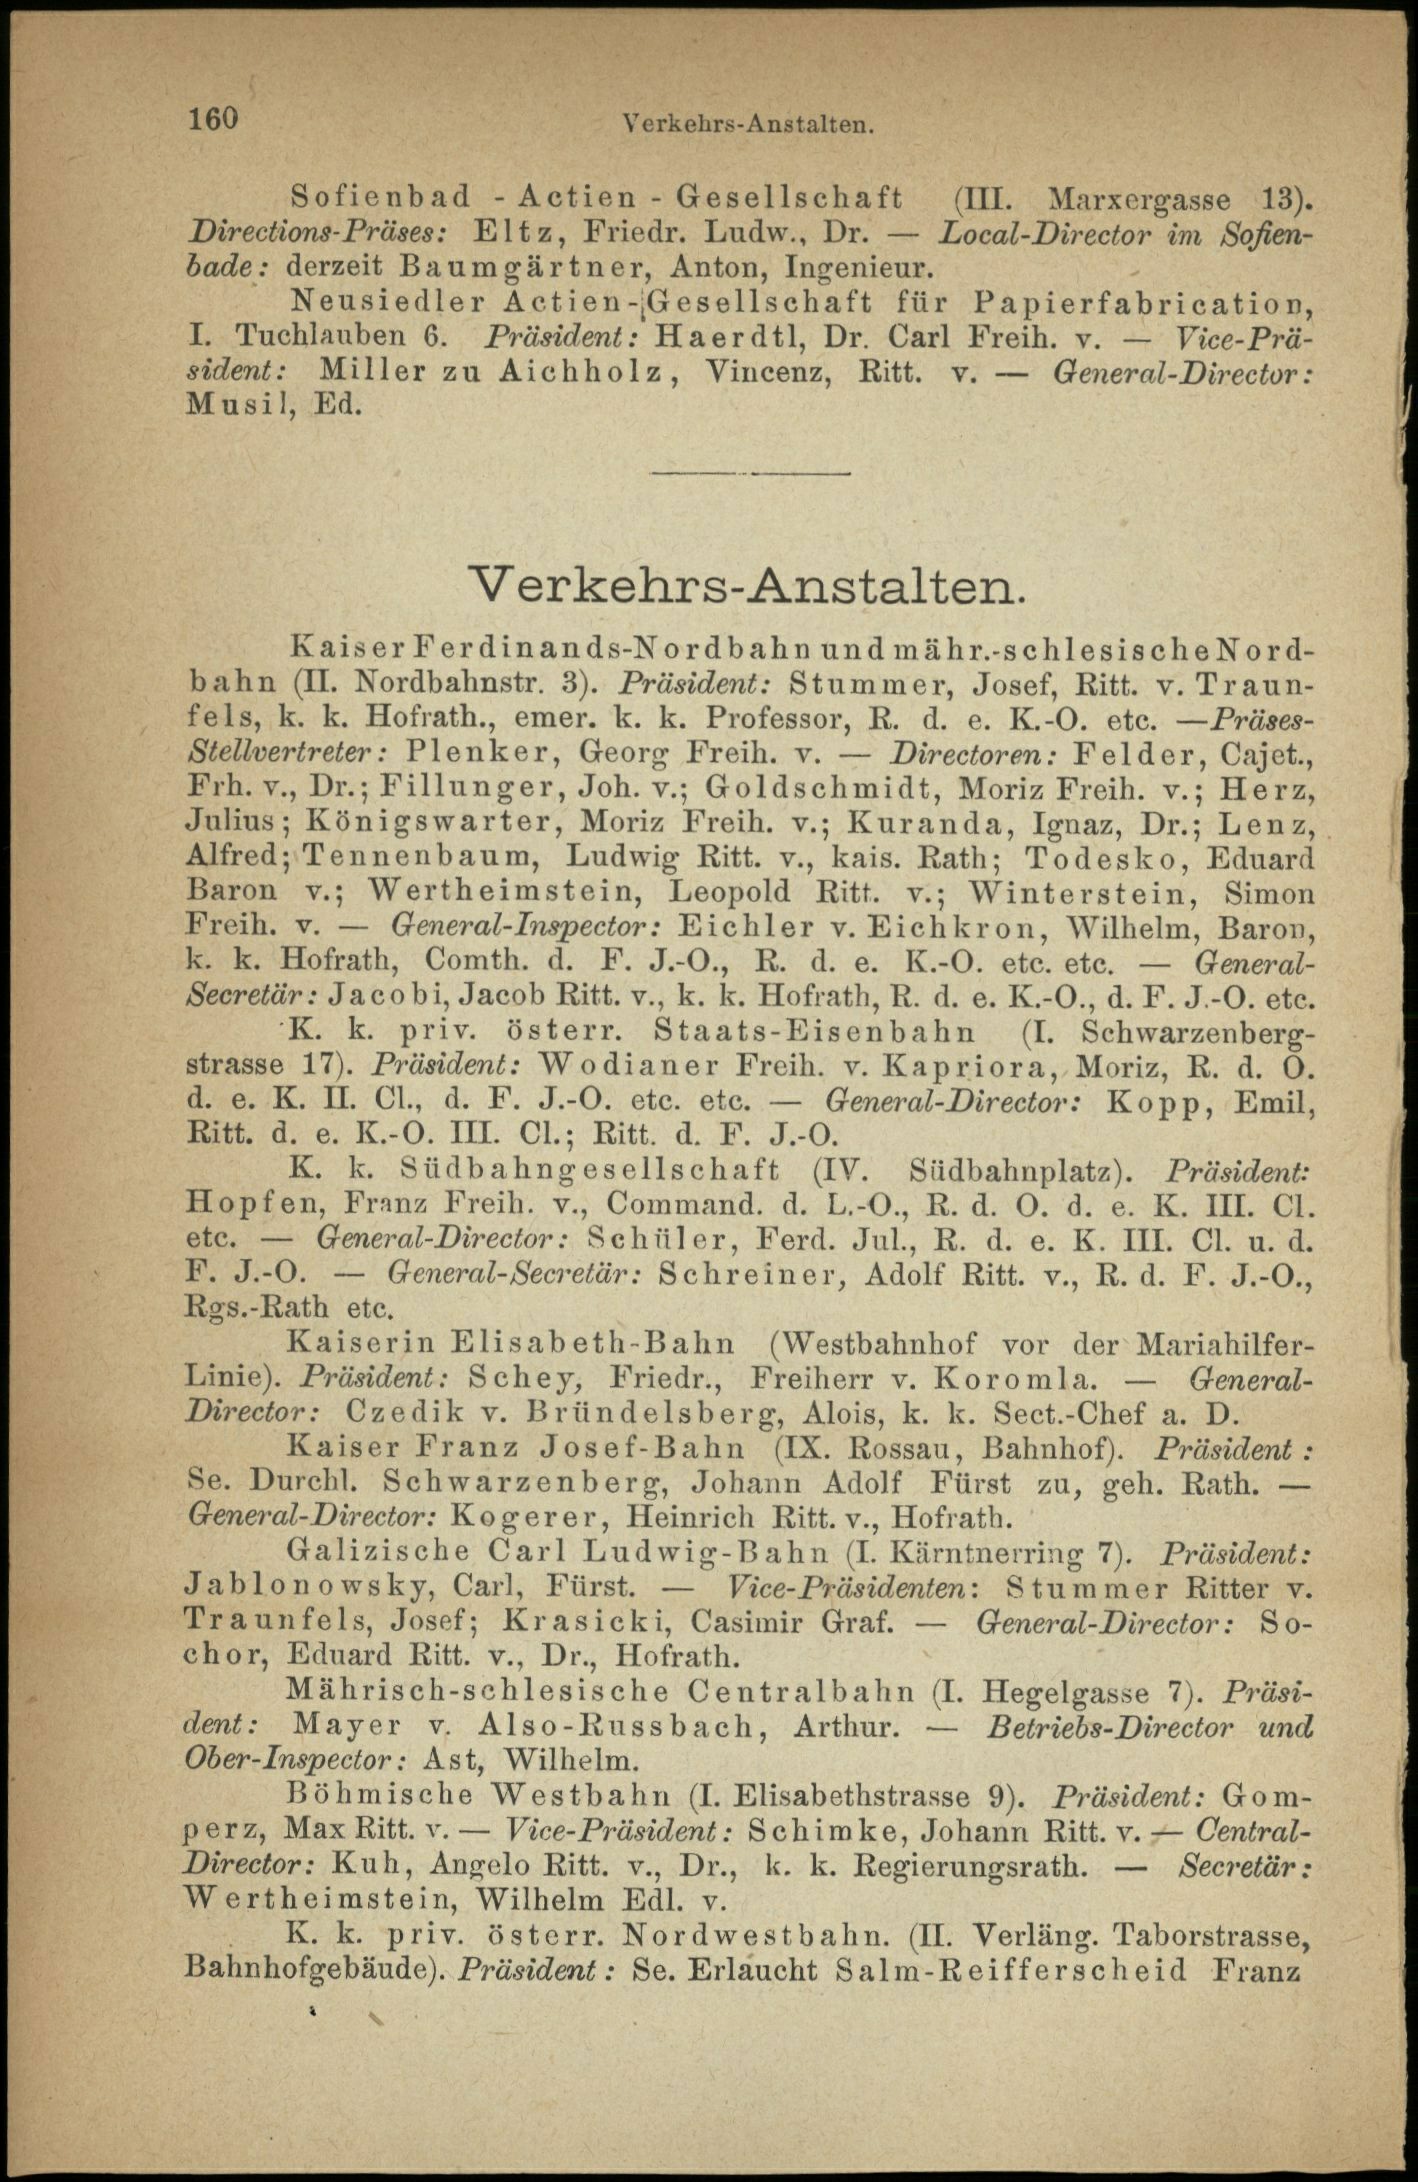 160
Verkehrs-Anstalten.
Sofienbad - Actien - Gesellschaft (III. Marxergasse 13).
Directions-Präses: Eltz, Friedr. Ludw., Dr. — Local-Director im Sofien-
bade: derzeit Baumgärtner, Anton, Ingenieur.
Neusiedler Actien-Gesellschaft für Papierfabrication,
I. Tuchlauben 6. Präsident: Haerdtl, Dr. Carl Freih. v. — Vice-Prä-
sident: Miller zu Aichholz, Vincenz, Ritt. v. — General-Director:
Musil, Ed.
Verkehrs-Anstalten.
Kaiser Ferdinands-Nordbahn und mähr.-schlesische Nord-
bahn (II. Nordbahnstr. 3). Präsident: Stummer, Josef, Ritt. v. Traun-
fels, k. k. Hofrath., emer. k. k. Professor, R. d. e. K.-O. etc. —Präses-
Stellvertreter: Plenker, Georg Freih. v. — Directoren: Felder, Cajet.,
Frh. v., Dr.; Fillunger, Joh. v.; Goldschmidt, Moriz Freih. v.; Herz,
Julius; Königswarter, Moriz Freih. v.; Kuranda, Ignaz, Dr.; Lenz,
Alfred; Tennenbaum, Ludwig Ritt. v., kais. Rath; Todesko, Eduard
Baron v.; Wertheimstein, Leopold Ritt. v.; Winterstein, Simon
Freih. v. — General-Inspector: Eichler v. Eichkron, Wilhelm, Baron,
k. k. Hofrath, Comth. d. F. J.-O., R. d. e. K.-O. etc. etc. — General-
Secretär: Jacobi, Jacob Ritt. v., k. k. Hofrath, R. d. e. K.-O., d. F. J.-O. etc.
K. k. priv. österr. Staats-Eisenbahn (I. Schwarzenberg-
strasse 17). Präsident: Wodianer Freih. v. Kapriora, Moriz, R. d. O.
d. e. K. II. Cl., d. F. J.-O. etc. etc. — General-Director: Kopp, Emil,
Ritt. d. e. K.-O. III. Cl.; Ritt. d. F. J.-O.
K. k. Südbahngesellschaft (IV. Südbahnplatz). Präsident:
Hopfen, Franz Freih. v., Command. d. L.-O., R. d. O. d. e. K. III. Cl.
etc. — General-Director: Schüler, Ferd. Jul., R. d. e. K. III. Cl. u. d.
F. J.-O. — General-Secretär: Schreiner, Adolf Ritt. v., R. d. F. J.-O.,
Rgs.-Rath etc.
Kaiserin Elisabeth-Bahn (Westbahnhof vor der Mariahilfer-
Linie). Präsident: Schey, Friedr., Freiherr v. Koromla. — General-
Director: Czedik v. Bründelsberg, Alois, k. k. Sect.-Chef a. D.
Kaiser Franz Josef-Bahn (IX. Rossau, Bahnhof). Präsident:
Se. Durchl. Schwarzenberg, Johann Adolf Fürst zu, geh. Rath. —
General-Director: Kogerer, Heinrich Ritt. v., Hofrath.
Galizische Carl Ludwig-Bahn (I. Kärntnerring 7). Präsident:
Jablonowsky, Carl, Fürst. — Vice-Präsidenten: Stummer Ritter v.
Traunfels, Josef; Krasicki, Casimir Graf. — General-Director: So-
chor, Eduard Ritt. v., Dr., Hofrath.
Mährisch-schlesische Centralbahn (I. Hegelgasse 7). Präsi-
dent: Mayer v. Also-Russbach, Arthur. — Betriebs-Director und
Ober-Inspector: Ast, Wilhelm.
Böhmische Westbahn (I. Elisabethstrasse 9). Präsident: Gom-
perz, Max Ritt. v. — Vice-Präsident: Schimke, Johann Ritt. v. — Central-
Director: Kuh, Angelo Ritt. v., Dr., k. k. Regierungsrath. — Secretär:
Wertheimstein, Wilhelm Edl. v.
K. k. priv. österr. Nordwestbahn. (II. Verläng. Taborstrasse,
Bahnhofgebäude). Präsident: Se. Erlaucht Salm-Reifferscheid Franz